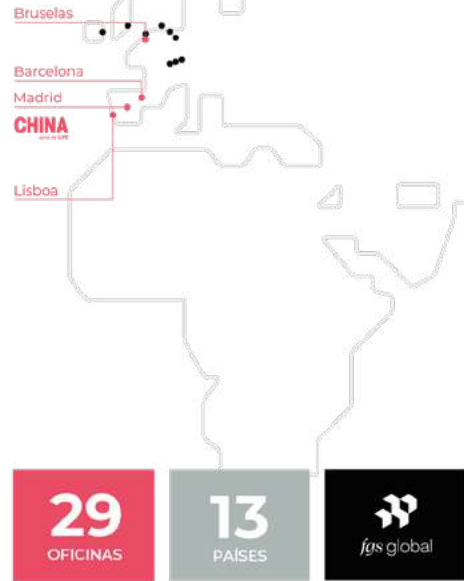 Bruselas
Barcelona
Madrid
CHINA
Lisboa
29
OFICINAS
13
PAÍSES
fgs global